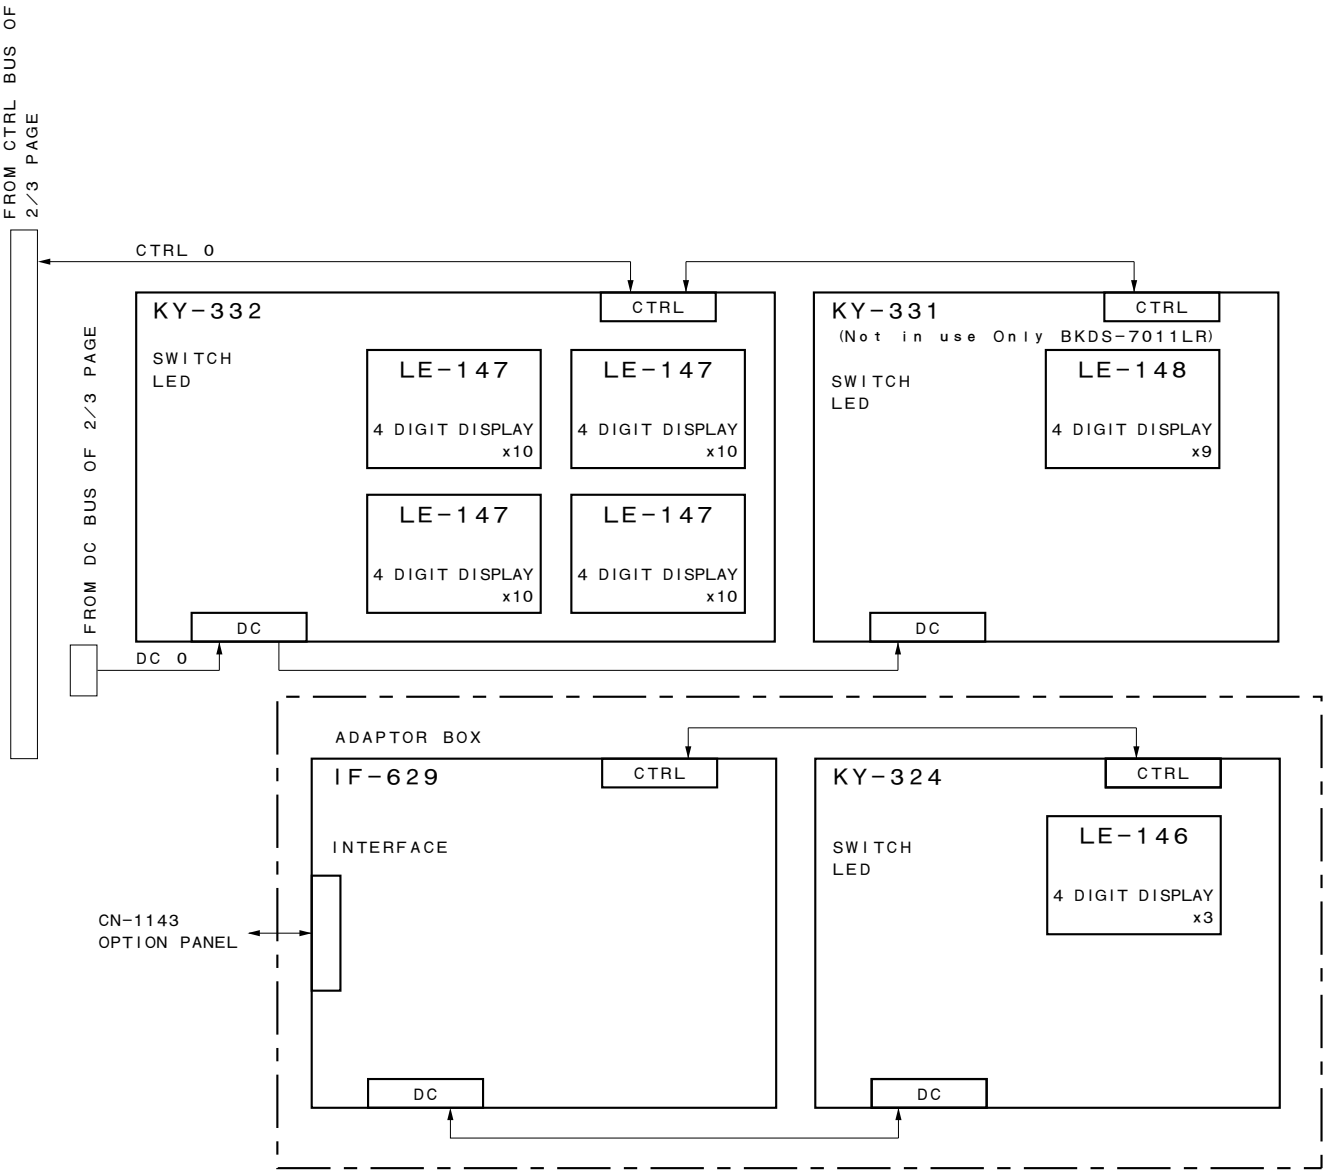 FROM CTRL BUS OF
2/3 PAGE
CTRL 0
FROM DC BUS OF 2/3 PAGE
KY-332
CTRL
SWITCH
LED
LE-147
4 DIGIT DISPLAY
x10
LE-147
4 DIGIT DISPLAY
x10
LE-147
4 DIGIT DISPLAY
x10
LE-147
4 DIGIT DISPLAY
x10
DC
DC 0
KY-331
CTRL
(Not in use Only BKDS-7011LR)
SWITCH
LED
LE-148
4 DIGIT DISPLAY
x9
DC
ADAPTOR BOX
IF-629
CTRL
INTERFACE
CN-1143
OPTION PANEL
DC
KY-324
CTRL
SWITCH
LED
LE-146
4 DIGIT DISPLAY
x3
DC